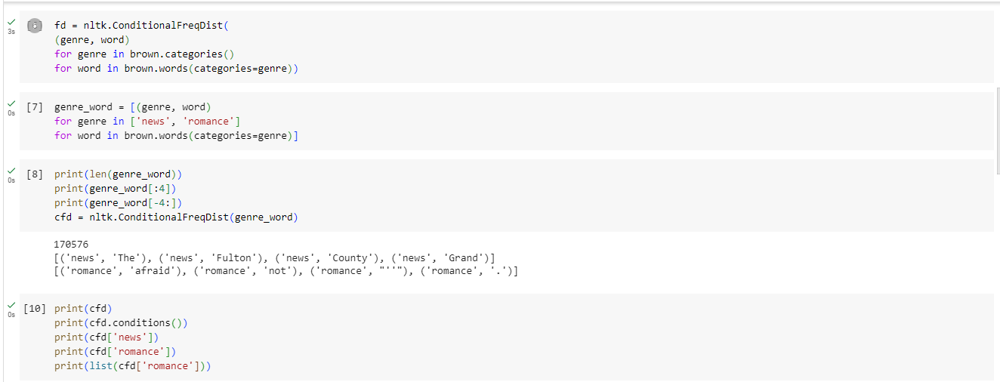 fd = nltk.ConditionalFreqDist(
3s
(genre, word)
for genre in brown.categories()
for word in brown.words(categories=genre))
[7] genre_word = [(genre, word)
0s
for genre in ['news', 'romance']
for word in brown.words(categories=genre)]
[8] print(len(genre_word))
0s
print(genre_word[:4])
print(genre_word[-4:])
cfd = nltk.ConditionalFreqDist(genre_word)
170576
[('news', 'The'), ('news', 'Fulton'), ('news', 'County'), ('news', 'Grand')]
[('romance', 'afraid'), ('romance', 'not'), ('romance', "''"), ('romance', '.')]
[10] print(cfd)
0s
print(cfd.conditions())
print(cfd['news'])
print(cfd['romance'])
print(list(cfd['romance']))